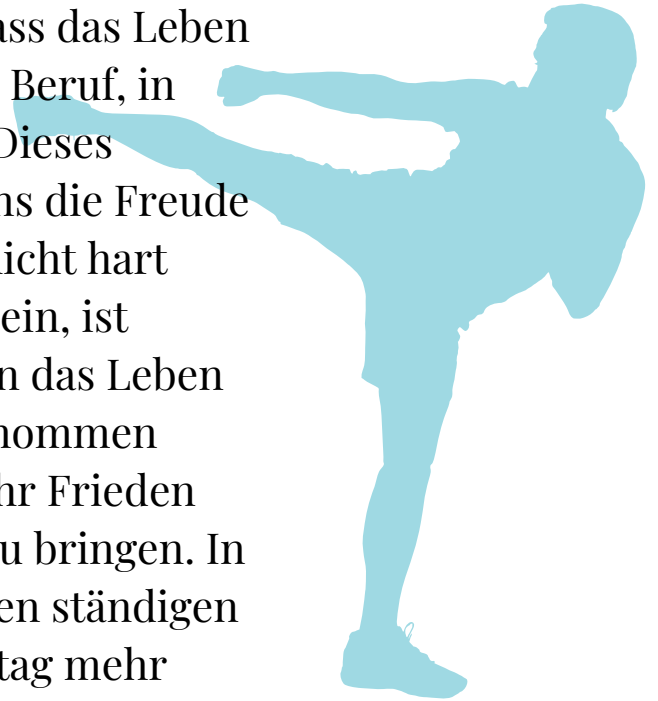 ass das Leben
Beruf, in
Dieses
ns die Freude
icht hart
ein, ist
n das Leben
nommen
hr Frieden
u bringen. In
en ständigen
tag mehr